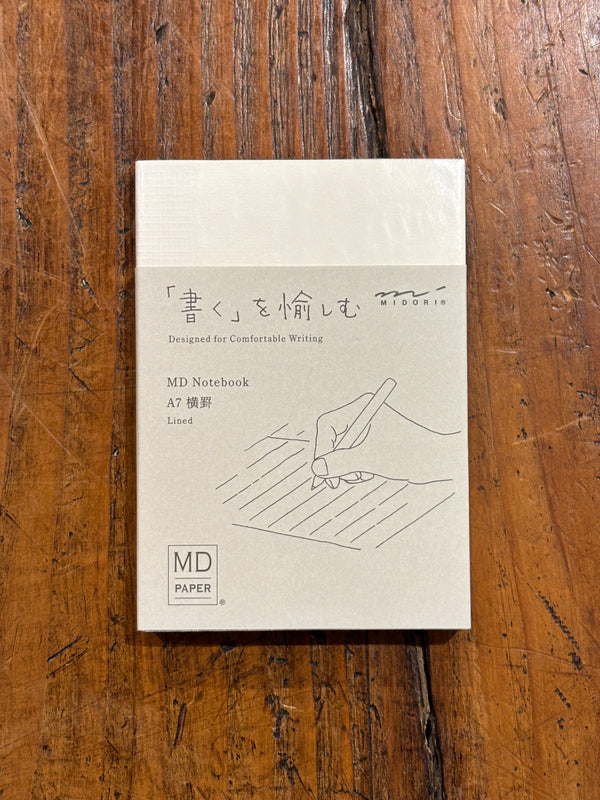 「書く」を愉しむ
MIDORI®
Designed for Comfortable Writing
MD Notebook
A7 横罫
Lined
MD
PAPER
®